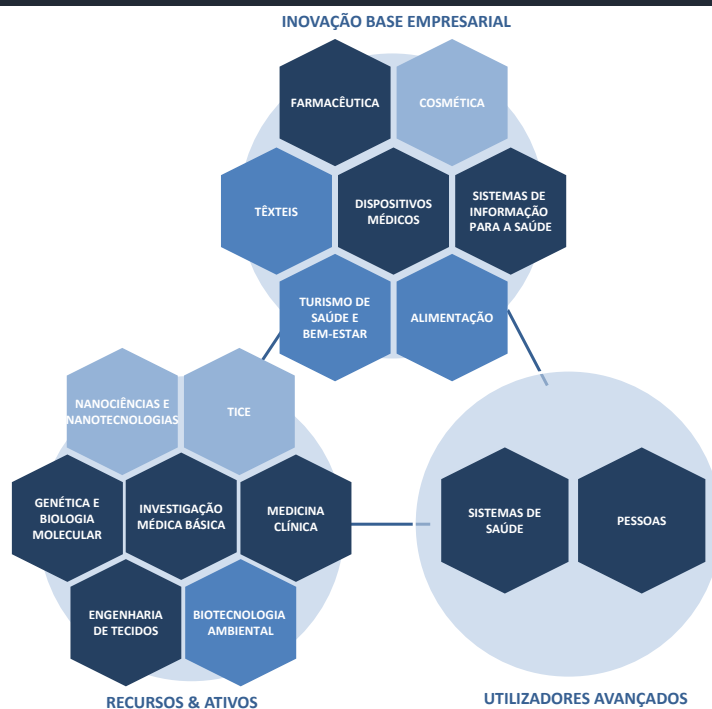 INOVAÇÃO BASE EMPRESARIAL
FARMACÊUTICA
COSMÉTICA
TÊXTEIS
DISPOSITIVOS
MÉDICOS
SISTEMAS DE
INFORMAÇÃO
PARA A SAÚDE
TURISMO DE
SAÚDE E
BEM-ESTAR
ALIMENTAÇÃO
NANOCIÊNCIAS E
NANOTECNOLOGIAS
TICE
GENÉTICA E
BIOLOGIA
MOLECULAR
INVESTIGAÇÃO
MÉDICA BÁSICA
MEDICINA
CLÍNICA
ENGENHARIA
DE TECIDOS
BIOTECNOLOGIA
AMBIENTAL
RECURSOS & ATIVOS
SISTEMAS DE
SAÚDE
PESSOAS
UTILIZADORES AVANÇADOS